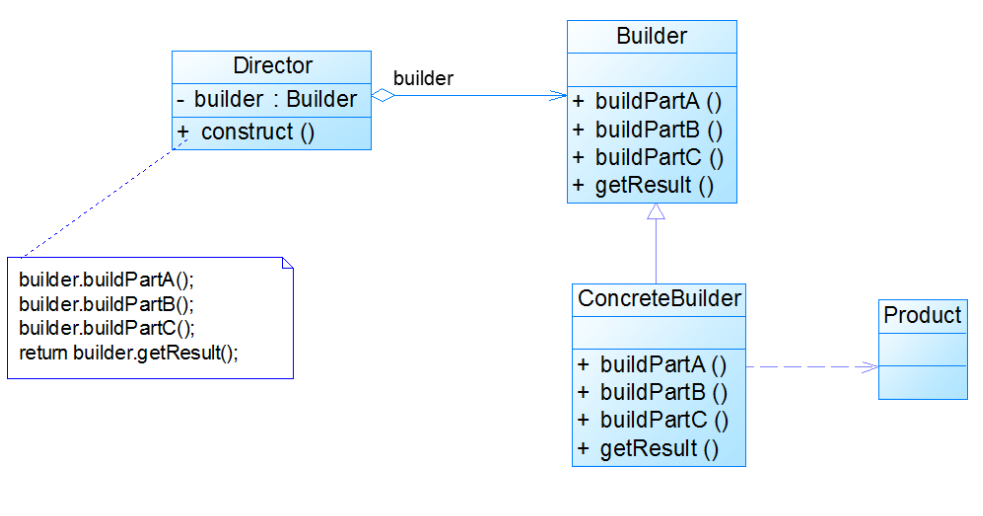 Director
- builder : Builder
+ construct ()
builder
Builder
+ buildPartA ()
+ buildPartB ()
+ buildPartC ()
+ getResult ()
builder.buildPartA();
builder.buildPartB();
builder.buildPartC();
return builder.getResult();
ConcreteBuilder
+ buildPartA ()
+ buildPartB ()
+ buildPartC ()
+ getResult ()
Product